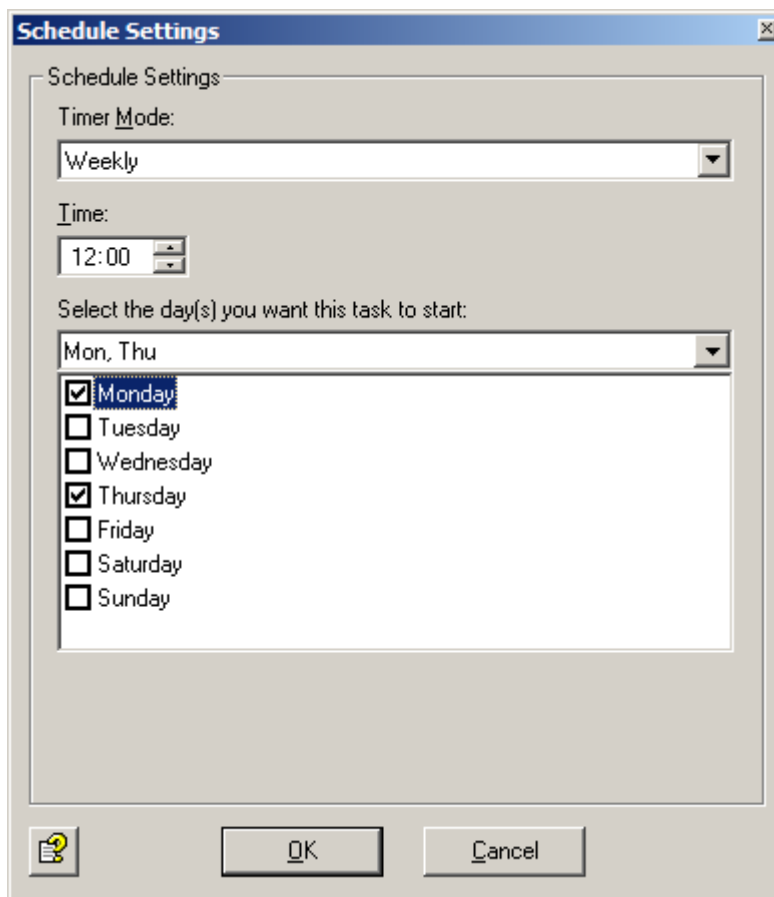 Schedule Settings
Schedule Settings
Timer Mode:
Weekly
Time:
12:00
Select the day(s) you want this task to start:
Mon, Thu
Monday
Tuesday
Wednesday
Thursday
Friday
Saturday
Sunday
OK
Cancel